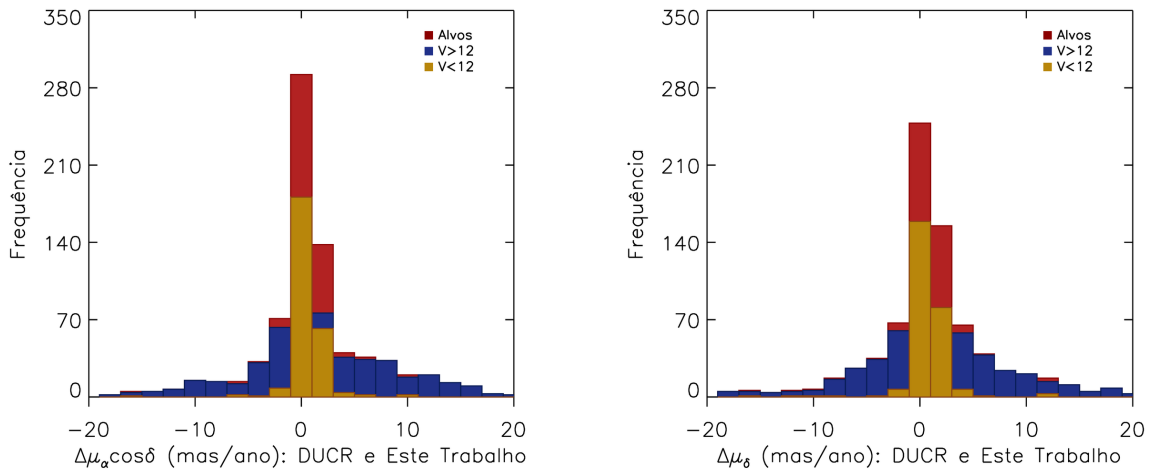 350
280
210
140
70
0
Frequência
Alvos
V>12
V<12
−20 −10 0 10 20
Δμαcosδ (mas/ano): DUCR e Este Trabalho
350
280
210
140
70
0
Frequência
Alvos
V>12
V<12
−20 −10 0 10 20
Δμδ (mas/ano): DUCR e Este Trabalho